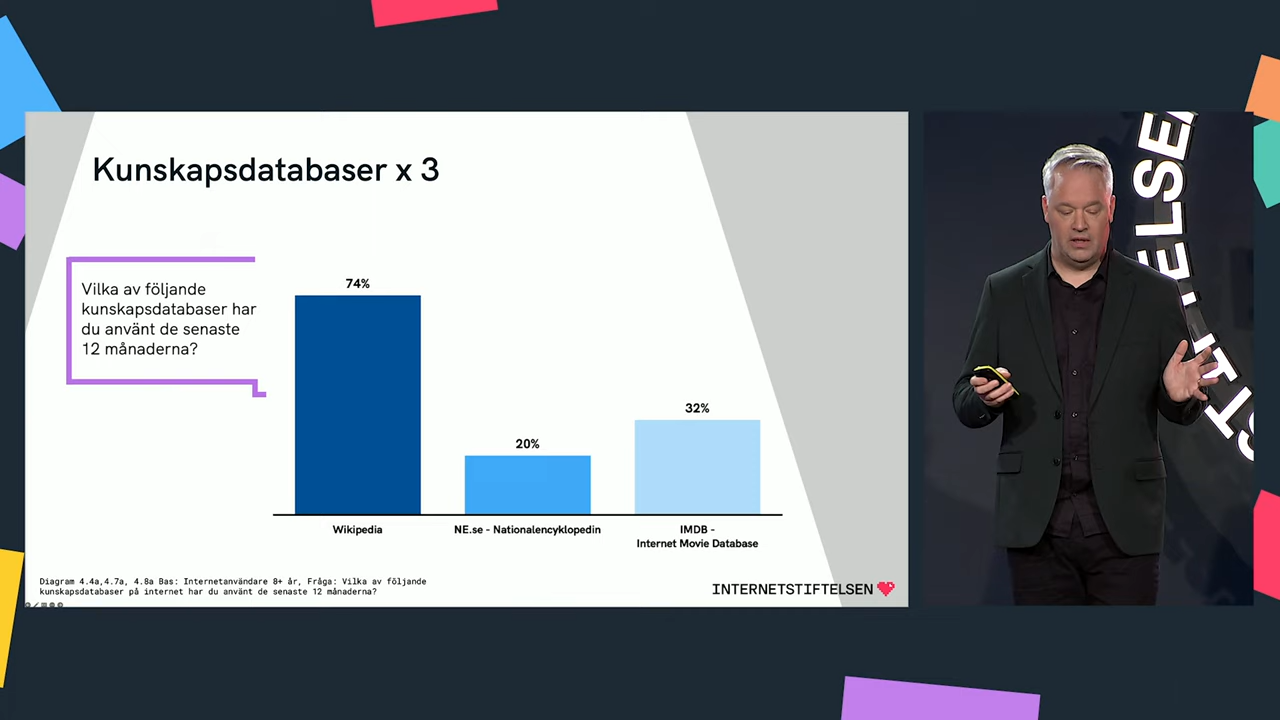 Kunskapsdatabaser x 3
Vilka av följande
kunskapsdatabaser har
du använt de senaste
12 månaderna?
74%
20%
32%
Wikipedia
NE.se - Nationalencyklopedin
IMDB -
Internet Movie Database
Diagram 4.4a,4.7a, 4.8a Bas: Internetanvändare 8+ år, Fråga: Vilka av följande
kunskapsdatabaser på internet har du använt de senaste 12 månaderna?
INTERNETSTIFTELSEN